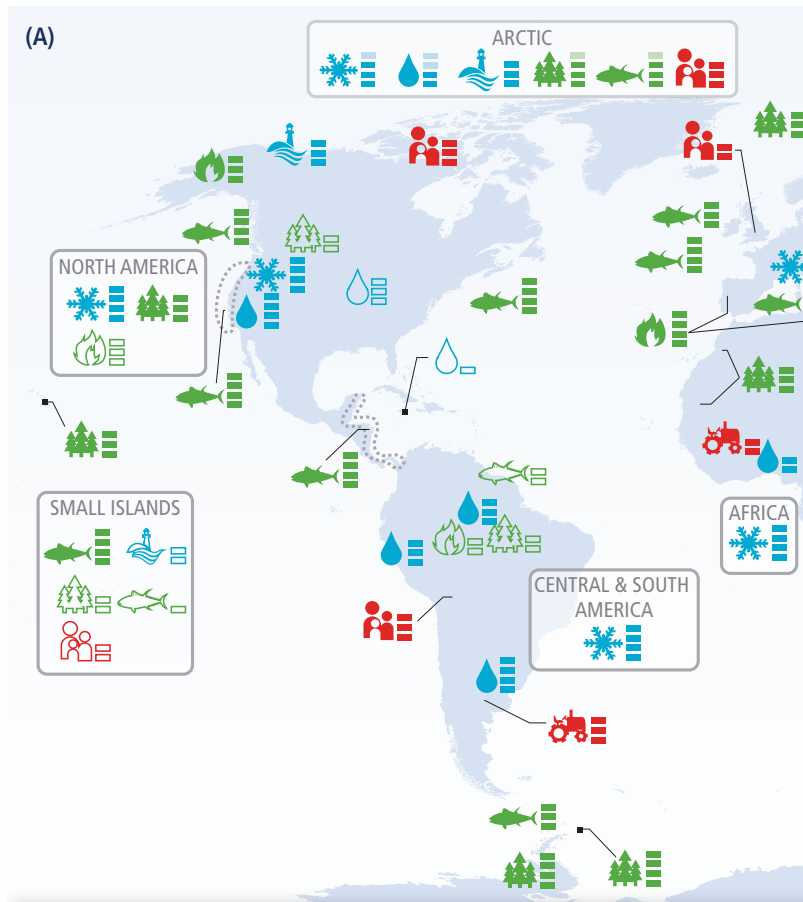 (A)
ARCTIC
NORTH AMERICA
SMALL ISLANDS
AFRICA
CENTRAL & SOUTH
AMERICA